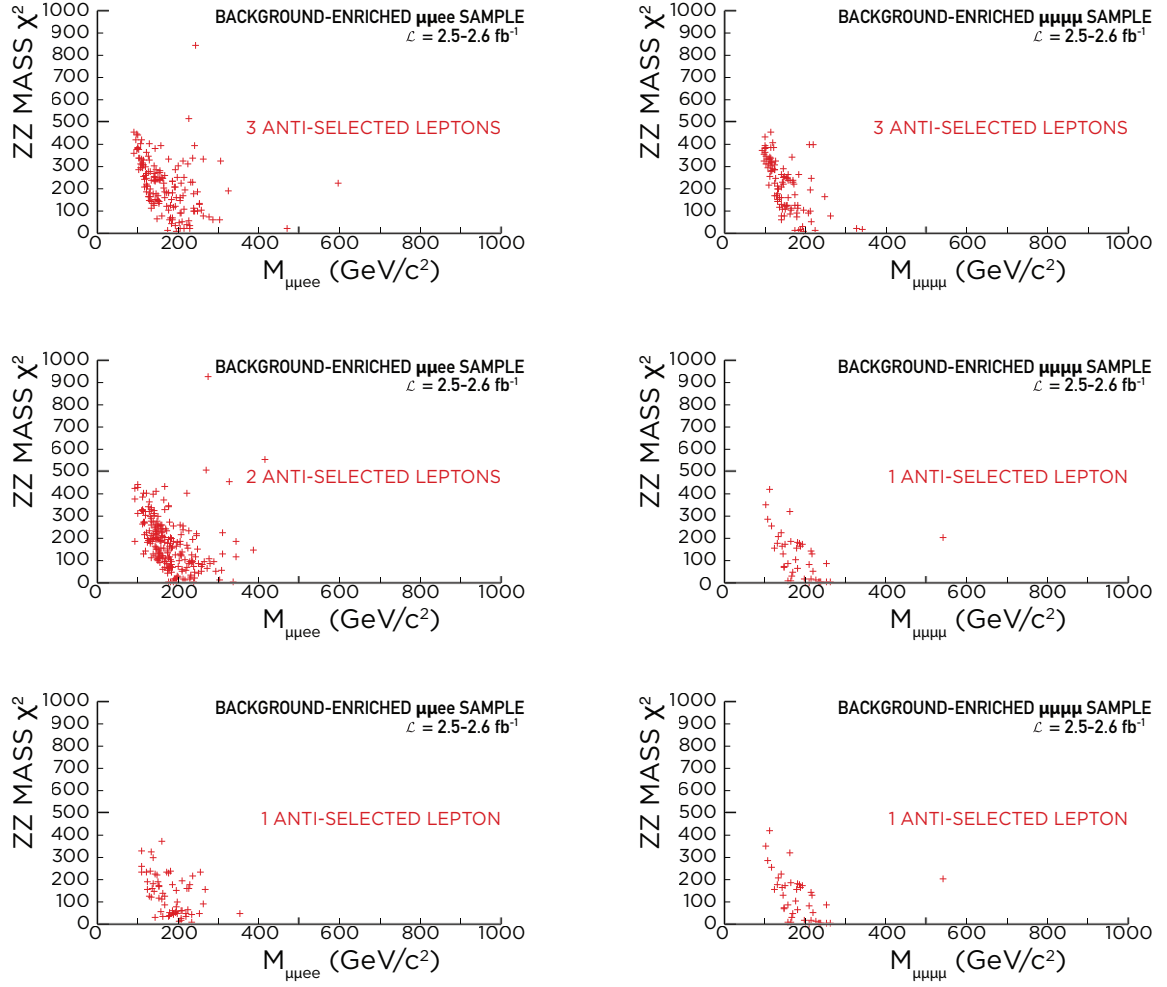 1000
900
800
700
600
500
400
300
200
100
0
ZZ MASS χ²
BACKGROUND-ENRICHED μμee SAMPLE
ℒ = 2.5-2.6 fb⁻¹
3 ANTI-SELECTED LEPTONS
0 200 400 600 800 1000
M_μμee (GeV/c²)
1000
900
800
700
600
500
400
300
200
100
0
ZZ MASS χ²
BACKGROUND-ENRICHED μμμμ SAMPLE
ℒ = 2.5-2.6 fb⁻¹
3 ANTI-SELECTED LEPTONS
0 200 400 600 800 1000
M_μμμμ (GeV/c²)
1000
900
800
700
600
500
400
300
200
100
0
ZZ MASS χ²
BACKGROUND-ENRICHED μμee SAMPLE
ℒ = 2.5-2.6 fb⁻¹
2 ANTI-SELECTED LEPTONS
0 200 400 600 800 1000
M_μμee (GeV/c²)
1000
900
800
700
600
500
400
300
200
100
0
ZZ MASS χ²
BACKGROUND-ENRICHED μμμμ SAMPLE
ℒ = 2.5-2.6 fb⁻¹
1 ANTI-SELECTED LEPTON
0 200 400 600 800 1000
M_μμμμ (GeV/c²)
1000
900
800
700
600
500
400
300
200
100
0
ZZ MASS χ²
BACKGROUND-ENRICHED μμee SAMPLE
ℒ = 2.5-2.6 fb⁻¹
1 ANTI-SELECTED LEPTON
0 200 400 600 800 1000
M_μμee (GeV/c²)
1000
900
800
700
600
500
400
300
200
100
0
ZZ MASS χ²
BACKGROUND-ENRICHED μμμμ SAMPLE
ℒ = 2.5-2.6 fb⁻¹
1 ANTI-SELECTED LEPTON
0 200 400 600 800 1000
M_μμμμ (GeV/c²)